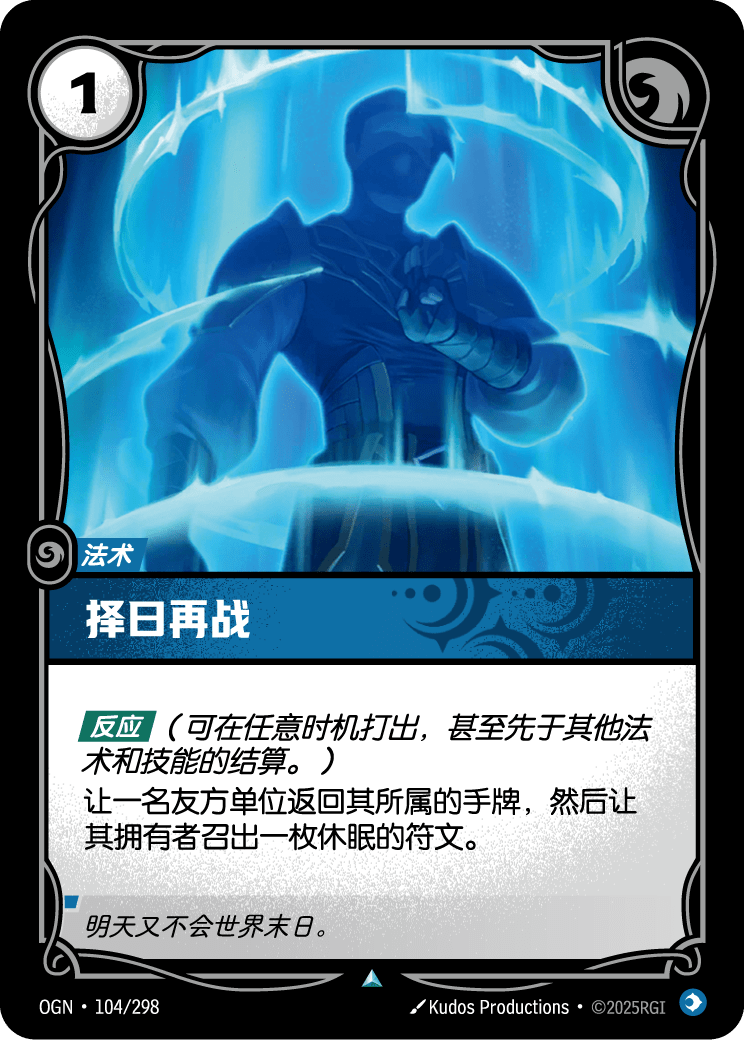 1
法术
择日再战
反应（可在任意时机打出，甚至先于其他法
术和技能的结算。）
让一名友方单位返回其所属的手牌，然后让
其拥有者召出一枚休眠的符文。
明天又不会世界末日。
OGN • 104/298
Kudos Productions • ©2025RGI